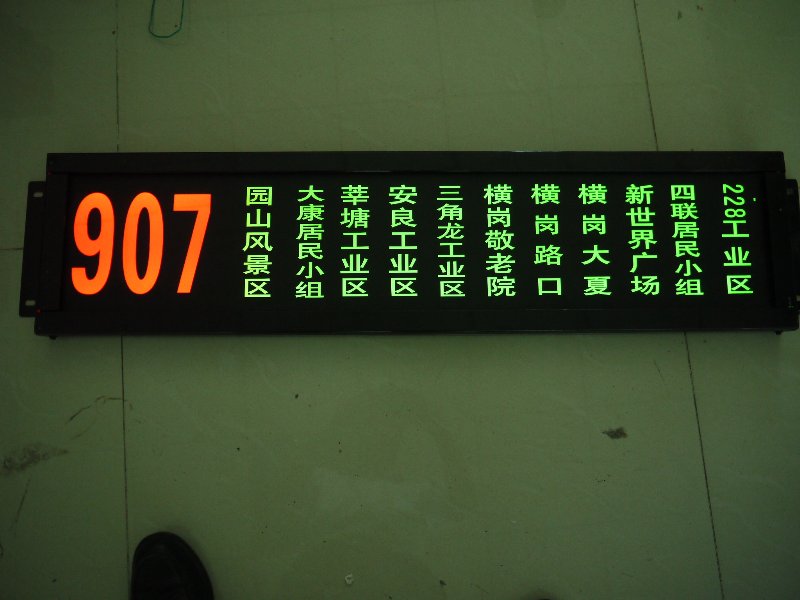 907
园山风景区
大康居民小组
莘塘工业区
安良工业区
三角龙工业区
横岗敬老院
横岗路口
横岗大夏
新世界广场
四联居民小组
228工业区